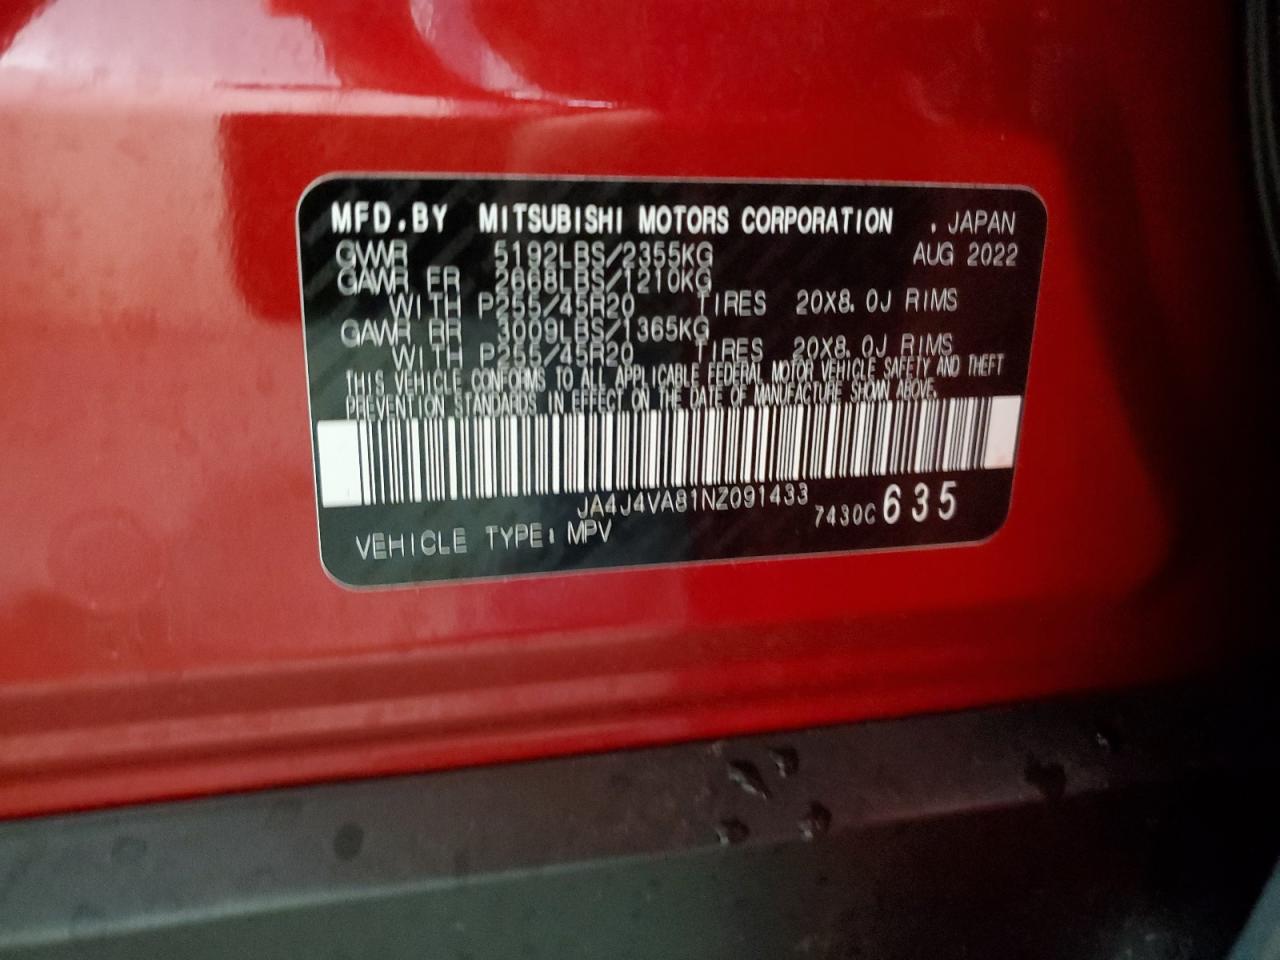 MFD.BY MITSUBISHI MOTORS CORPORATION . JAPAN
GVWR 5192LBS/2355KG AUG 2022
GAWR FR 2668LBS/1210KG
WITH P255/45R20 TIRES 20X8.0J RIMS
GAWR RR 3009LBS/1365KG
WITH P255/45R20 TIRES 20X8.0J RIMS
THIS VEHICLE CONFORMS TO ALL APPLICABLE FEDERAL MOTOR VEHICLE SAFETY AND THEFT
PREVENTION STANDARDS IN EFFECT ON THE DATE OF MANUFACTURE SHOWN ABOVE.
JA4J4VA81NZ091433 7430C 635
VEHICLE TYPE: MPV